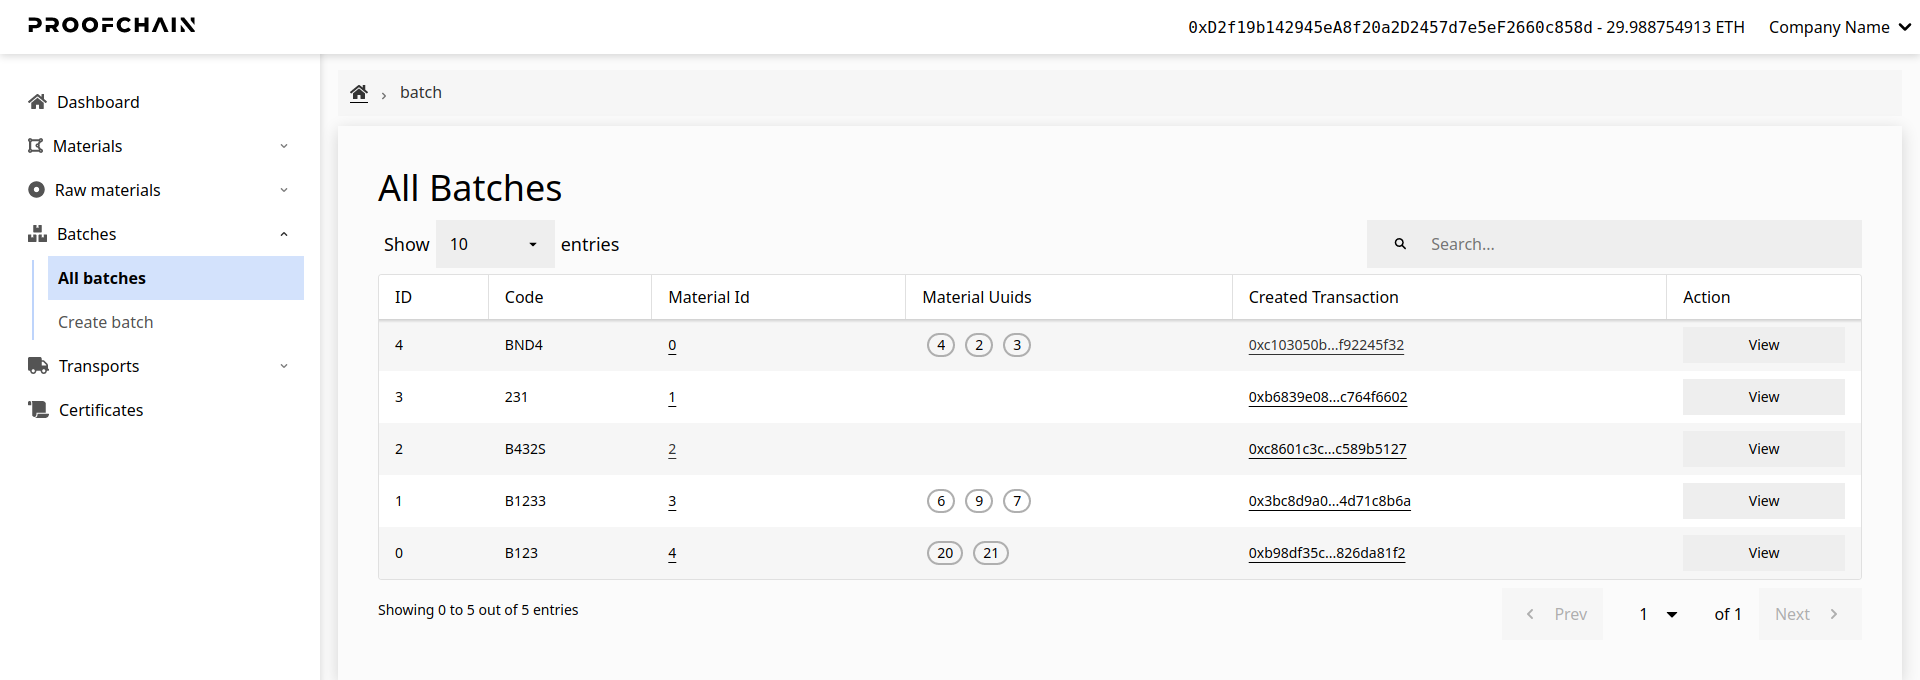 PROOFCHAIN
0xD2f19b142945eA8f20a2D2457d7e5eF2660c858d - 29.988754913 ETH Company Name
Dashboard
Materials
Raw materials
Batches
All batches
Create batch
Transports
Certificates
› batch
All Batches
Show 10 entries
Search...
ID Code Material Id Material Uuids Created Transaction Action
4 BND4 0 4 2 3 0xc103050b...f92245f32 View
3 231 1 0xb6839e08...c764f6602 View
2 B432S 2 0xc8601c3c...c589b5127 View
1 B1233 3 6 9 7 0x3bc8d9a0...4d71c8b6a View
0 B123 4 20 21 0xb98df35c...826da81f2 View
Showing 0 to 5 out of 5 entries
Prev 1 of 1 Next